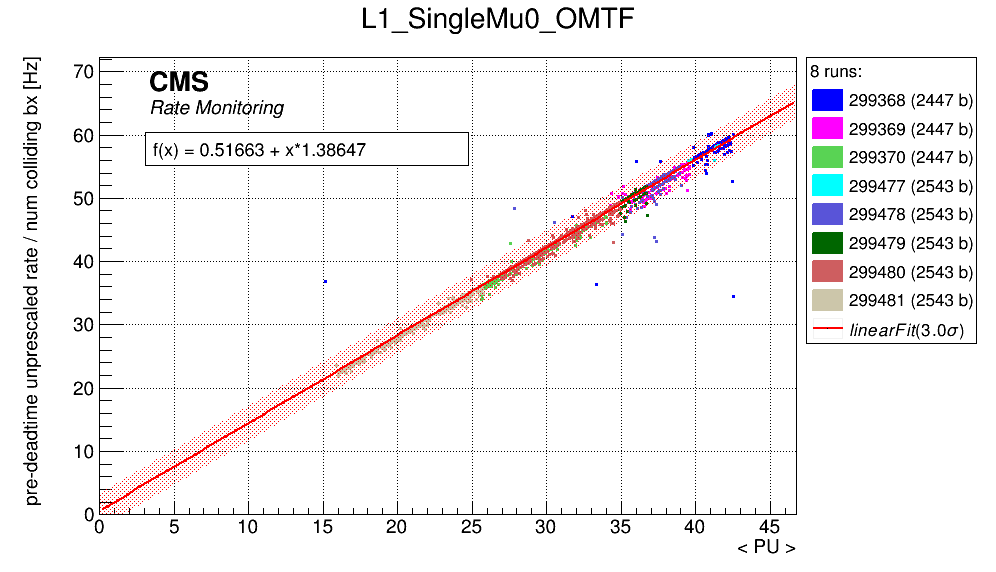 L1_SingleMu0_OMTF
pre-deadtime unprescaled rate / num colliding bx [Hz]
70
60
50
40
30
20
10
0
CMS
Rate Monitoring
f(x) = 0.51663 + x*1.38647
0 5 10 15 20 25 30 35 40 45
< PU >
8 runs:
299368 (2447 b)
299369 (2447 b)
299370 (2447 b)
299477 (2543 b)
299478 (2543 b)
299479 (2543 b)
299480 (2543 b)
299481 (2543 b)
linearFit(3.0σ)